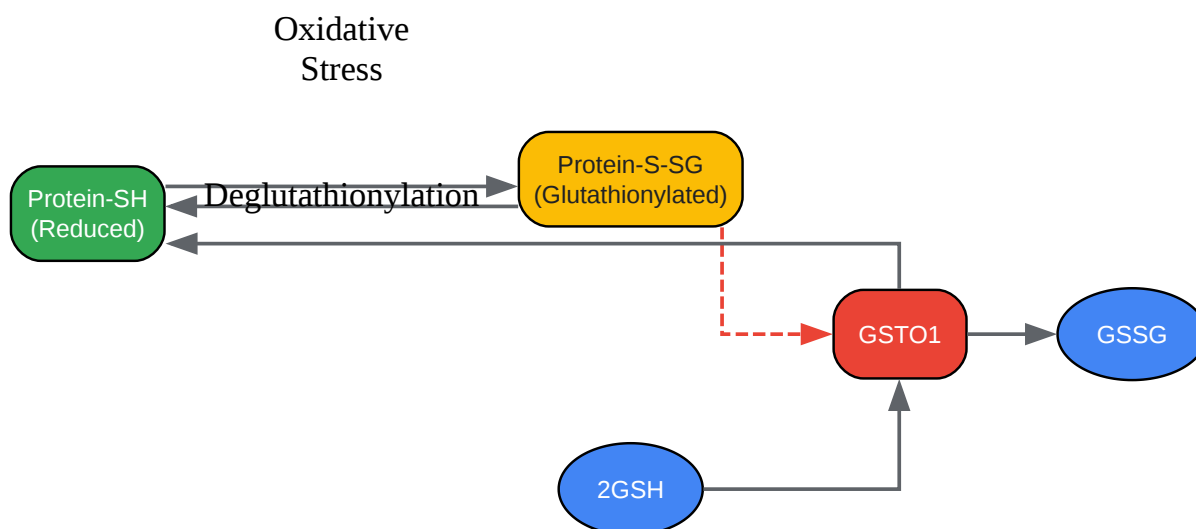 Oxidative
Stress
Protein-SH
(Reduced)
Deglutathionylation
Protein-S-SG
(Glutathionylated)
GSTO1
GSSG
2GSH